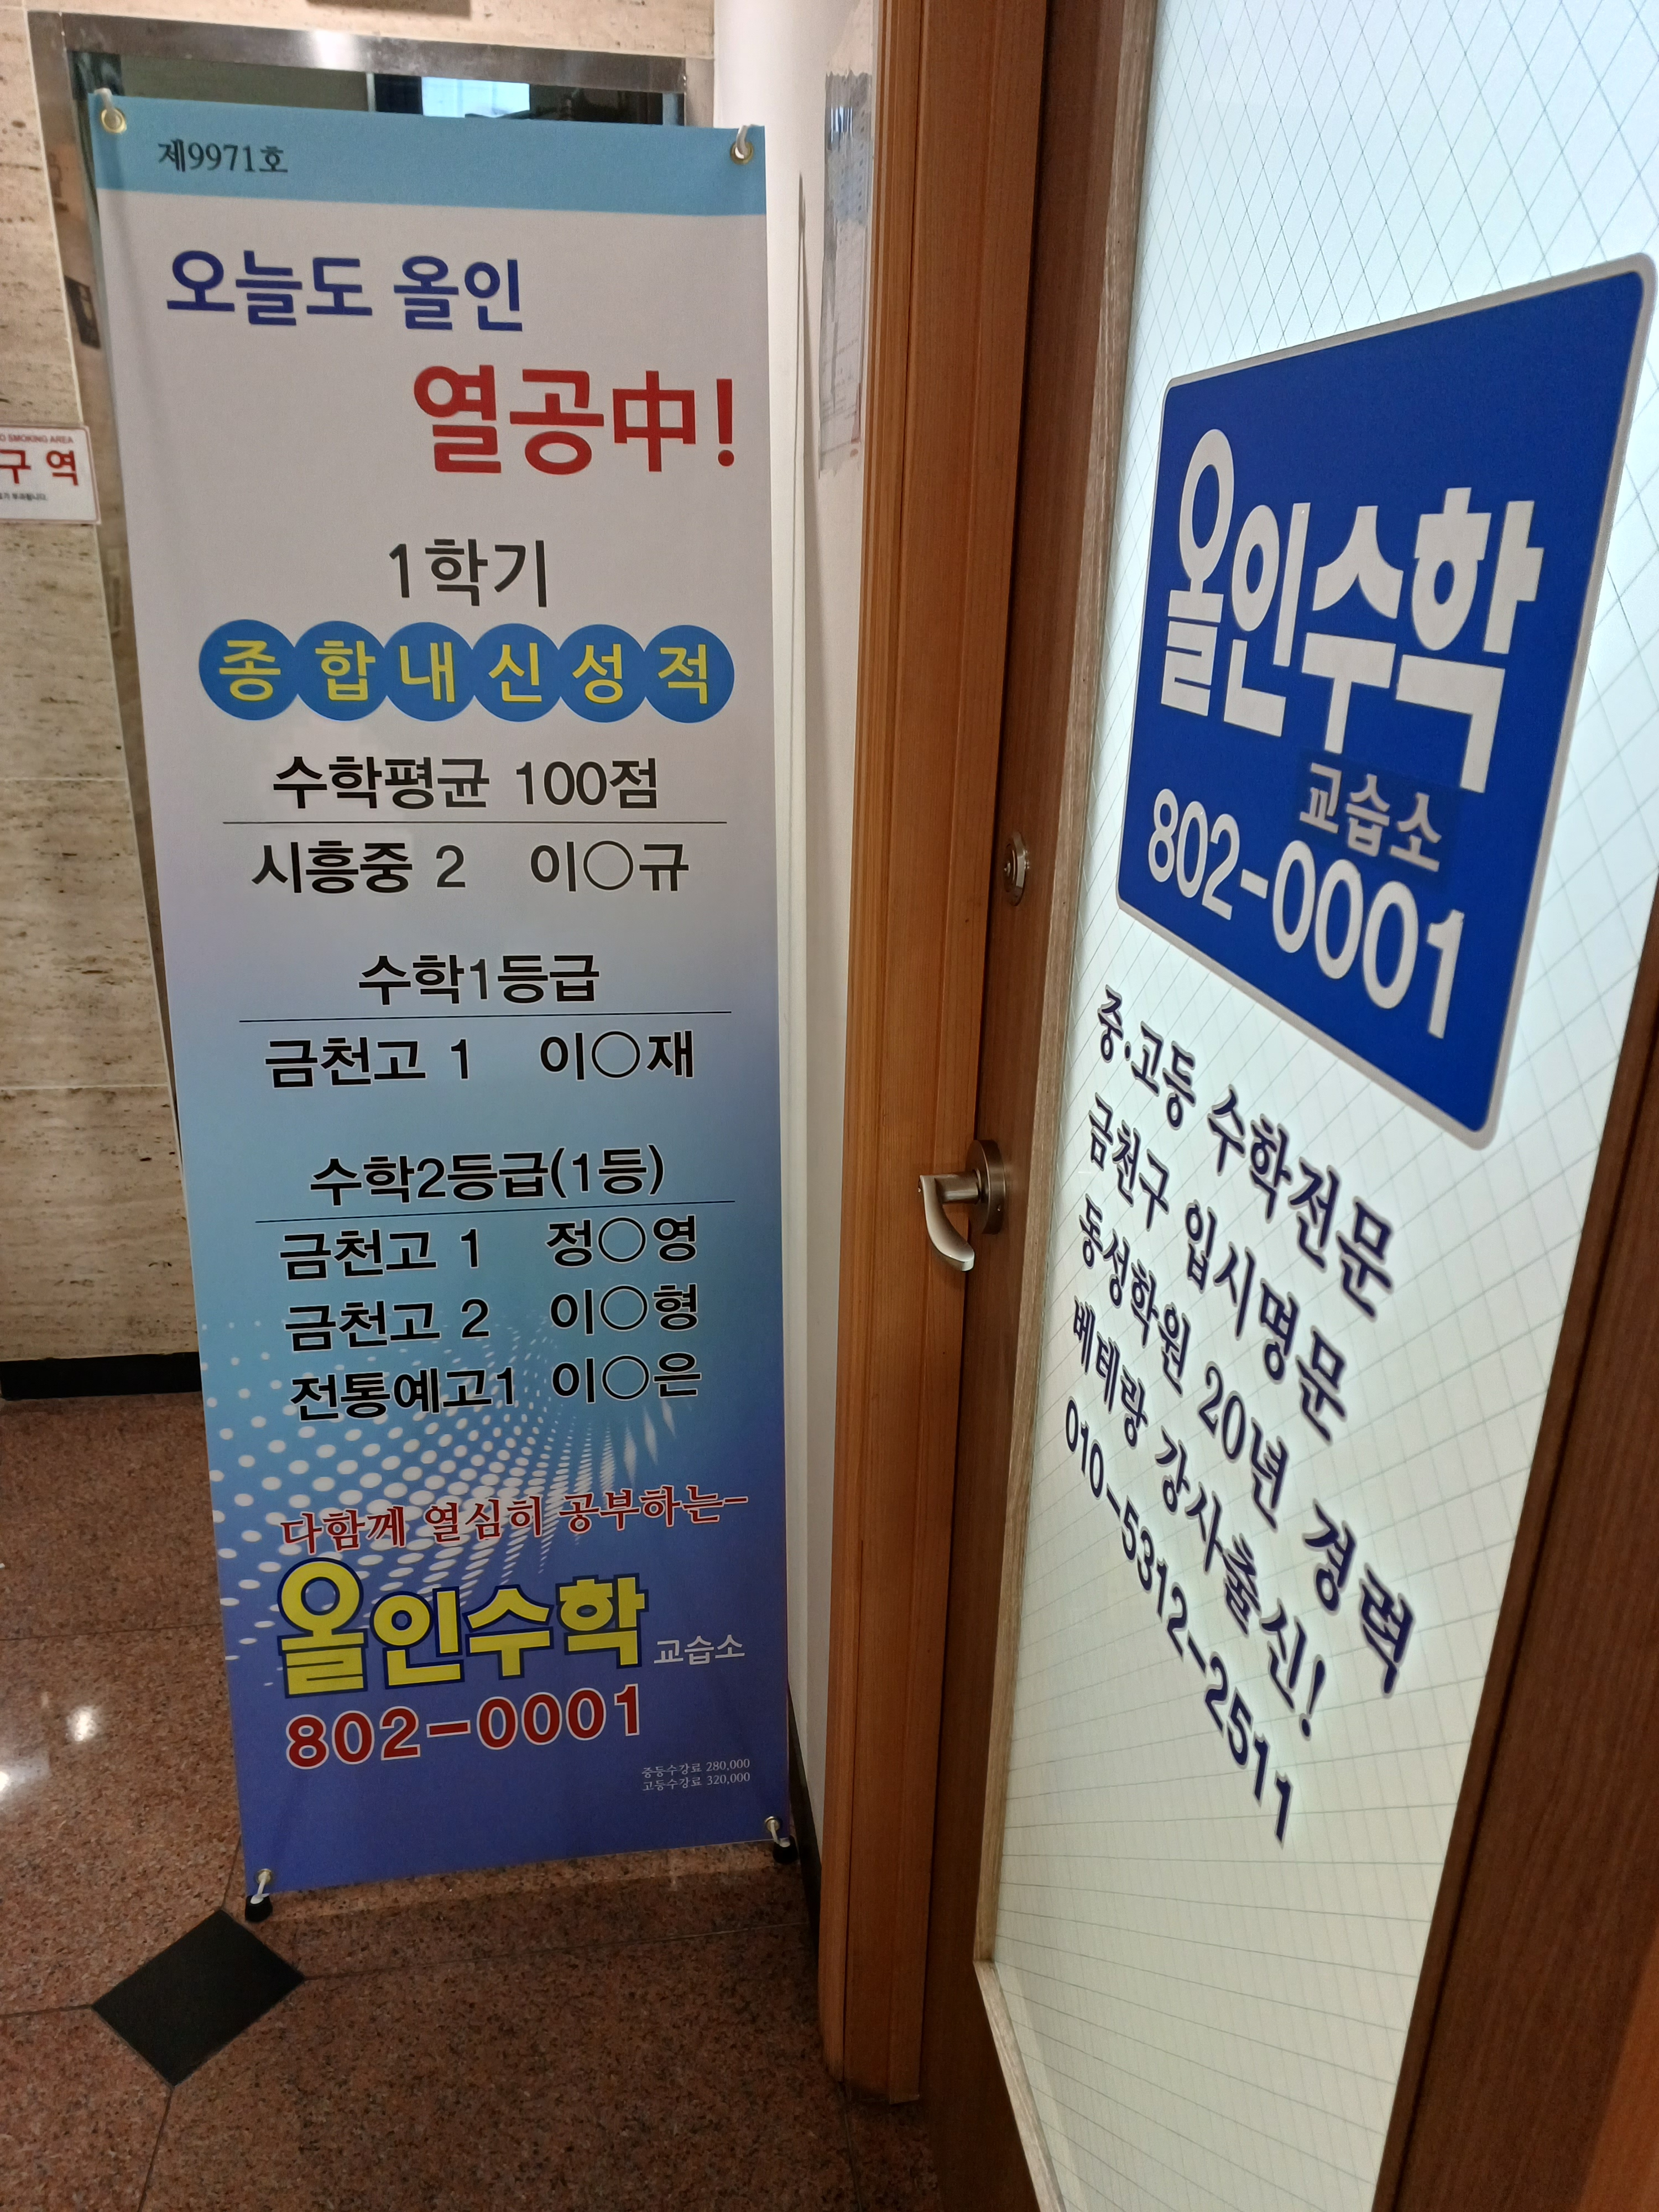 제9971호
오늘도 올인
열공中!
1학기
종합내신성적
수학평균 100점
시흥중 2 이○규
수학1등급
금천고 1 이○재
수학2등급(1등)
금천고 1 정○영
금천고 2 이○형
전통예고1 이○은
다함께 열심히 공부하는-
올인수학 교습소
802-0001
중등수강료 280,000
고등수강료 320,000
SMOKING AREA
구 역
올인수학
교습소
802-0001
중·고등 수학전문
금천구 입시명문
동성학원 20년 경력
베테랑 강사출신!
010-5312-2511